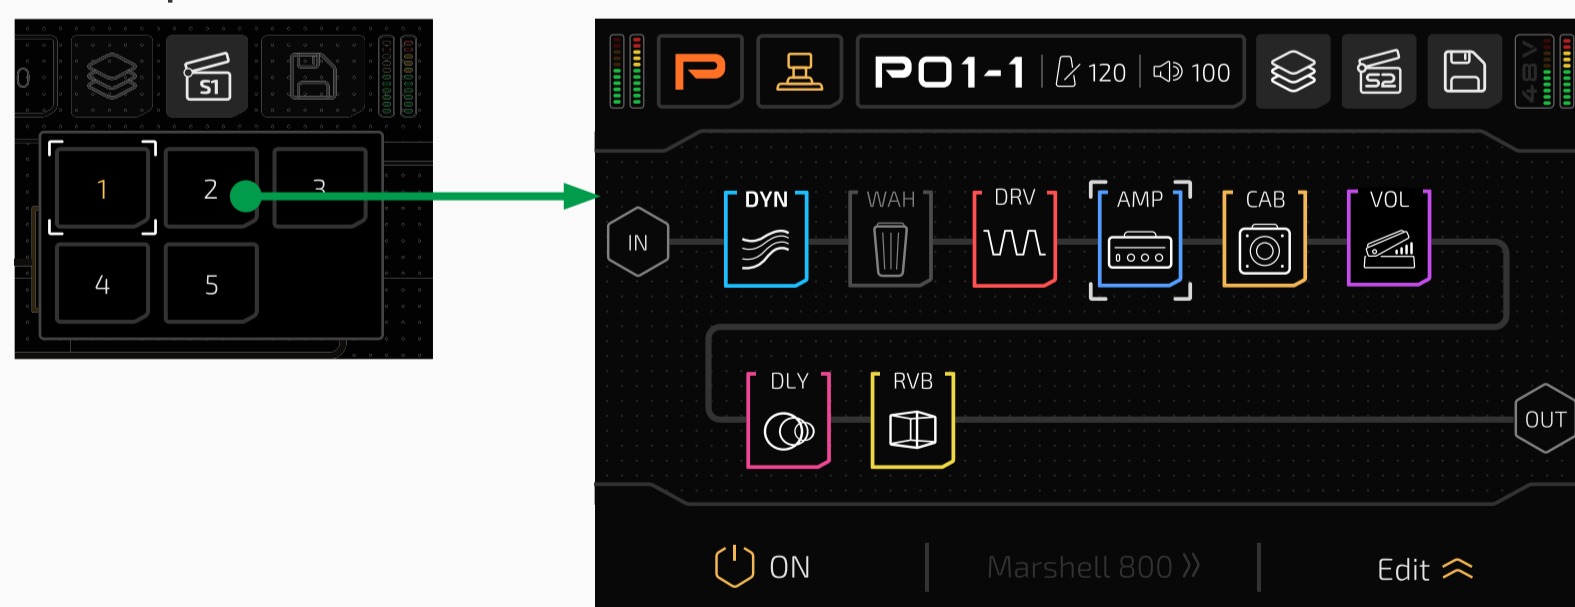 S1
1 2 3
4 5
P01-1 120 100 S2 48V
IN DYN WAH DRV AMP CAB VOL
DLY RVB OUT
ON Marshell 800 Edit